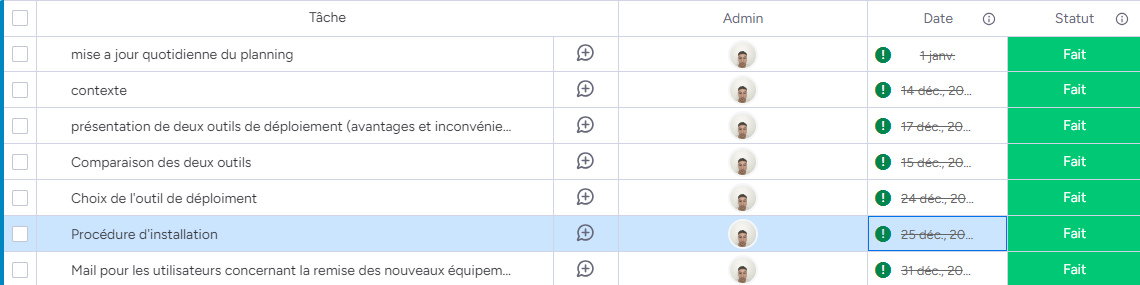 Tâche Admin Date Statut
mise a jour quotidienne du planning 1 janv. Fait
contexte 14 déc., 20... Fait
présentation de deux outils de déploiement (avantages et inconvénie... 17 déc., 20... Fait
Comparaison des deux outils 15 déc., 20... Fait
Choix de l'outil de déploiment 24 déc., 20... Fait
Procédure d'installation 25 déc., 20... Fait
Mail pour les utilisateurs concernant la remise des nouveaux équipem... 31 déc., 20... Fait